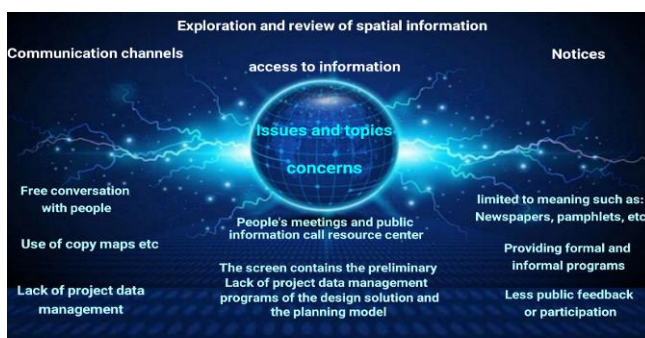 Exploration and review of spatial information
Communication channels
access to information
Notices
Issues and topics
concerns
Free conversation
with people
Use of copy maps etc
Lack of project data
management
People's meetings and public
information call resource center
The screen contains the preliminary
Lack of project data management
programs of the design solution and
the planning model
limited to meaning such as:
Newspapers, pamphlets, etc
Providing formal and
informal programs
Less public feedback
or participation